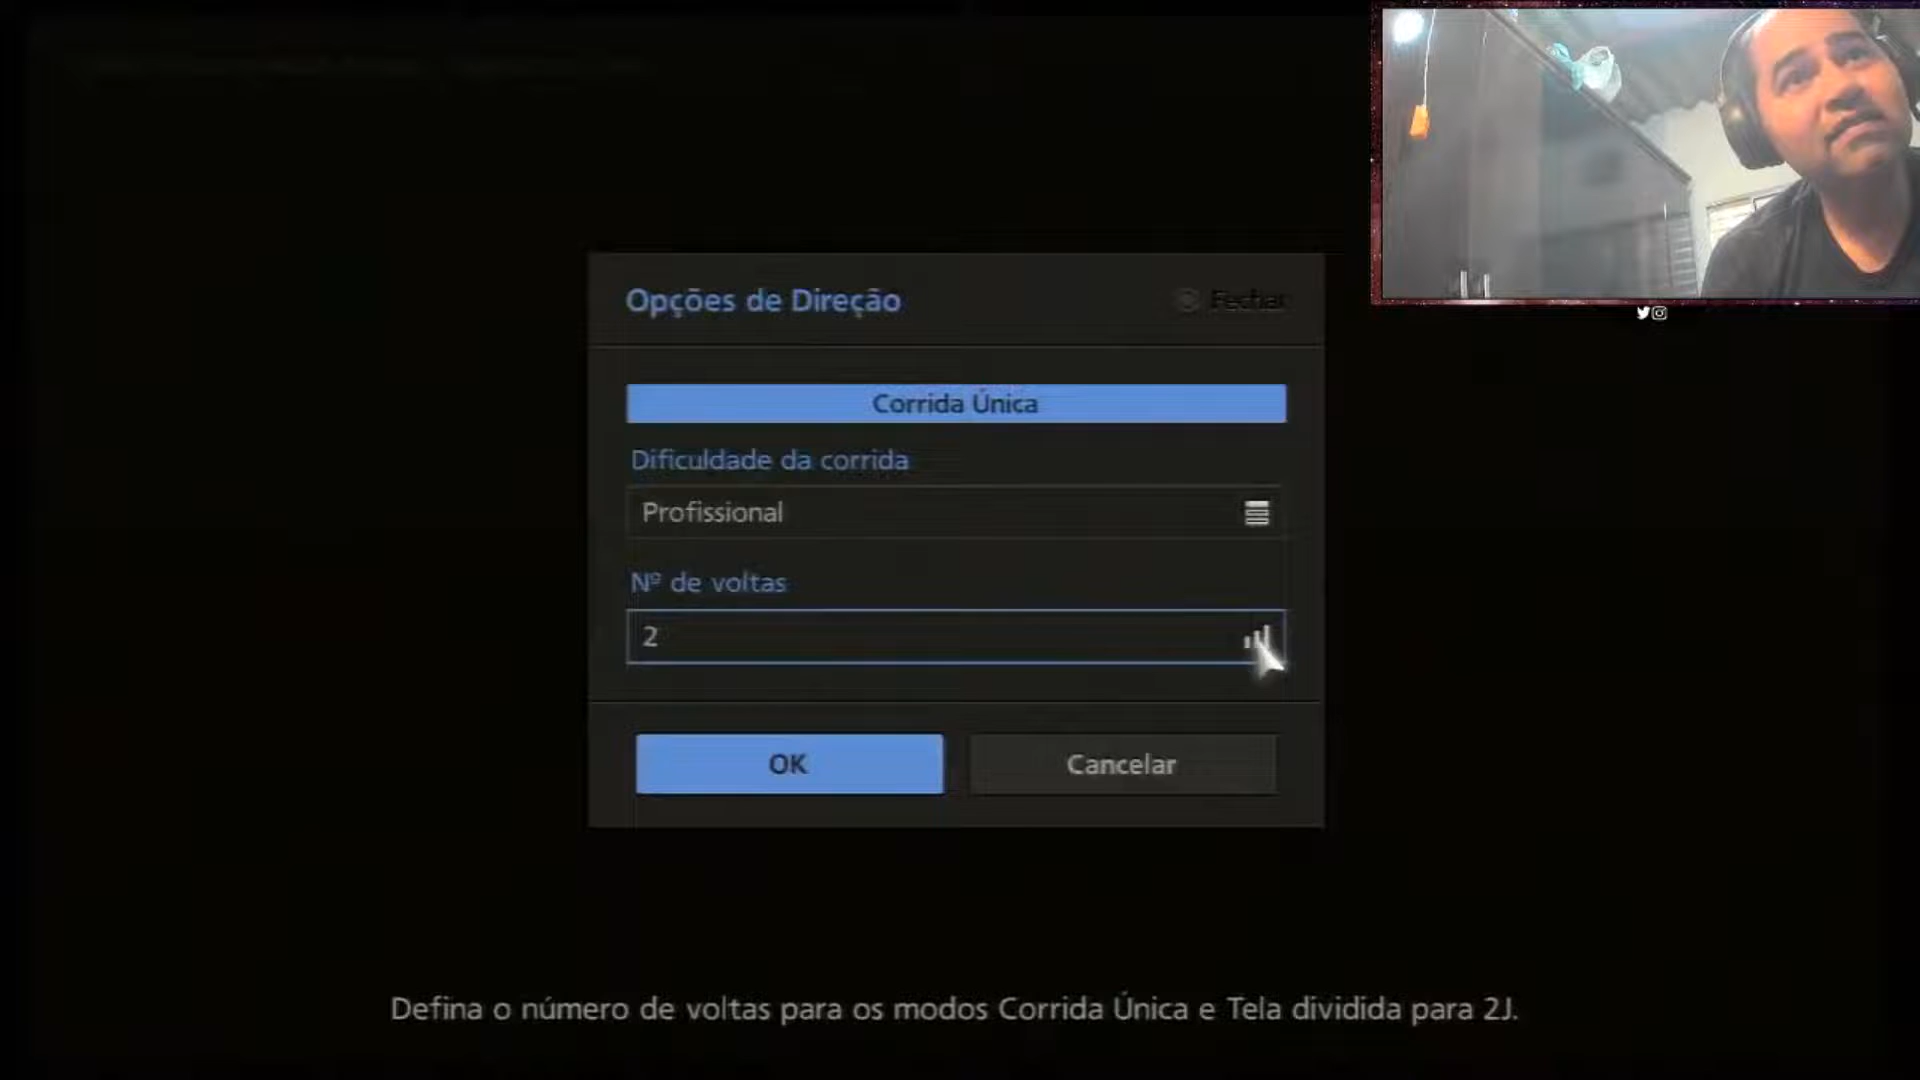 Opções de Direção
Fechar
Corrida Única
Dificuldade da corrida
Profissional
Nº de voltas
2
OK
Cancelar
Defina o número de voltas para os modos Corrida Única e Tela dividida para 2J.